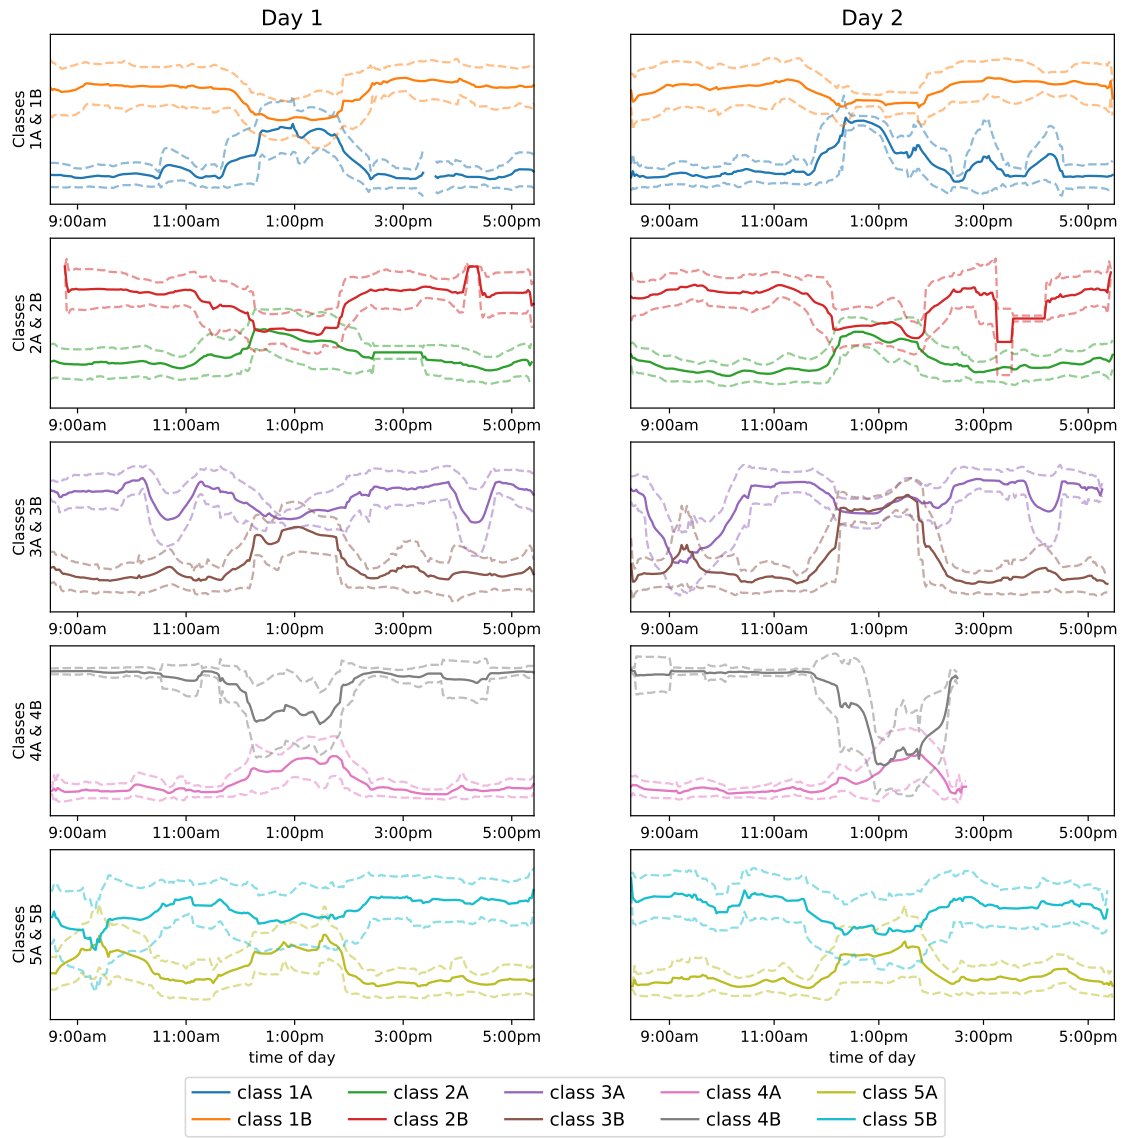 Day 1
Day 2
Classes
1A & 1B
9:00am 11:00am 1:00pm 3:00pm 5:00pm
9:00am 11:00am 1:00pm 3:00pm 5:00pm
Classes
2A & 2B
9:00am 11:00am 1:00pm 3:00pm 5:00pm
9:00am 11:00am 1:00pm 3:00pm 5:00pm
Classes
3A & 3B
9:00am 11:00am 1:00pm 3:00pm 5:00pm
9:00am 11:00am 1:00pm 3:00pm 5:00pm
Classes
4A & 4B
9:00am 11:00am 1:00pm 3:00pm 5:00pm
9:00am 11:00am 1:00pm 3:00pm 5:00pm
Classes
5A & 5B
9:00am 11:00am 1:00pm 3:00pm 5:00pm
9:00am 11:00am 1:00pm 3:00pm 5:00pm
time of day
time of day
class 1A class 2A class 3A class 4A class 5A
class 1B class 2B class 3B class 4B class 5B